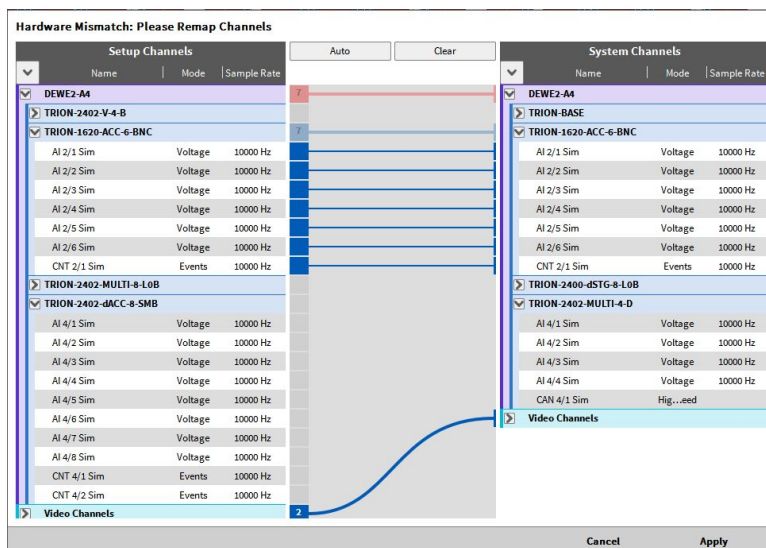 Hardware Mismatch: Please Remap Channels
Setup Channels
Name Mode Sample Rate
DEWE2-A4
TRION-2402-V-4-B
TRION-1620-ACC-6-BNC
AI 2/1 Sim Voltage 10000 Hz
AI 2/2 Sim Voltage 10000 Hz
AI 2/3 Sim Voltage 10000 Hz
AI 2/4 Sim Voltage 10000 Hz
AI 2/5 Sim Voltage 10000 Hz
AI 2/6 Sim Voltage 10000 Hz
CNT 2/1 Sim Events 10000 Hz
TRION-2402-MULTI-8-L0B
TRION-2402-dACC-8-SMB
AI 4/1 Sim Voltage 10000 Hz
AI 4/2 Sim Voltage 10000 Hz
AI 4/3 Sim Voltage 10000 Hz
AI 4/4 Sim Voltage 10000 Hz
AI 4/5 Sim Voltage 10000 Hz
AI 4/6 Sim Voltage 10000 Hz
AI 4/7 Sim Voltage 10000 Hz
AI 4/8 Sim Voltage 10000 Hz
CNT 4/1 Sim Events 10000 Hz
CNT 4/2 Sim Events 10000 Hz
Video Channels
Auto Clear
7
7
2
System Channels
Name Mode Sample Rate
DEWE2-A4
TRION-BASE
TRION-1620-ACC-6-BNC
AI 2/1 Sim Voltage 10000 Hz
AI 2/2 Sim Voltage 10000 Hz
AI 2/3 Sim Voltage 10000 Hz
AI 2/4 Sim Voltage 10000 Hz
AI 2/5 Sim Voltage 10000 Hz
AI 2/6 Sim Voltage 10000 Hz
CNT 2/1 Sim Events 10000 Hz
TRION-2400-dSTG-8-L0B
TRION-2402-MULTI-4-D
AI 4/1 Sim Voltage 10000 Hz
AI 4/2 Sim Voltage 10000 Hz
AI 4/3 Sim Voltage 10000 Hz
AI 4/4 Sim Voltage 10000 Hz
CAN 4/1 Sim Hig...eed
Video Channels
Cancel Apply